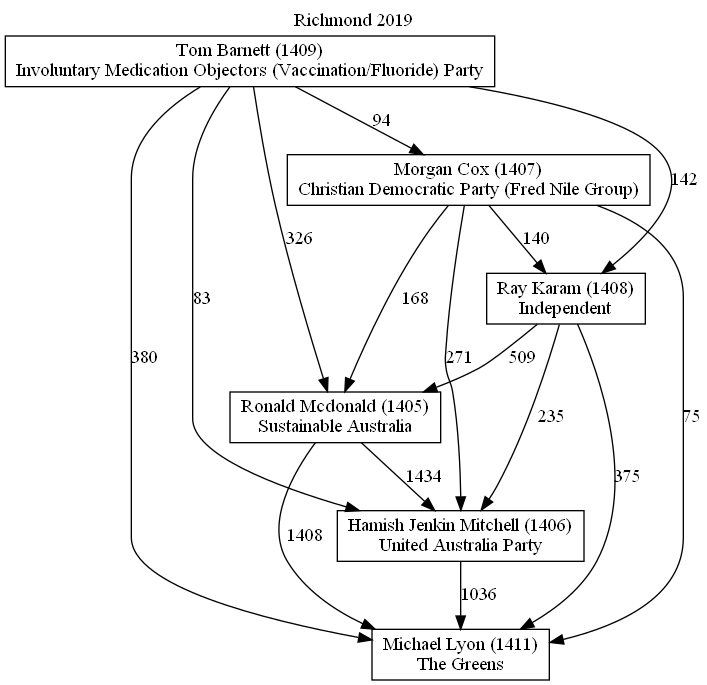 Richmond 2019
Tom Barnett (1409)
Involuntary Medication Objectors (Vaccination/Fluoride) Party
94
Morgan Cox (1407)
Christian Democratic Party (Fred Nile Group)
142
326
140
83
168
Ray Karam (1408)
Independent
380
271
509
75
Ronald Mcdonald (1405)
Sustainable Australia
235
1434
375
Hamish Jenkin Mitchell (1406)
United Australia Party
1408
1036
Michael Lyon (1411)
The Greens